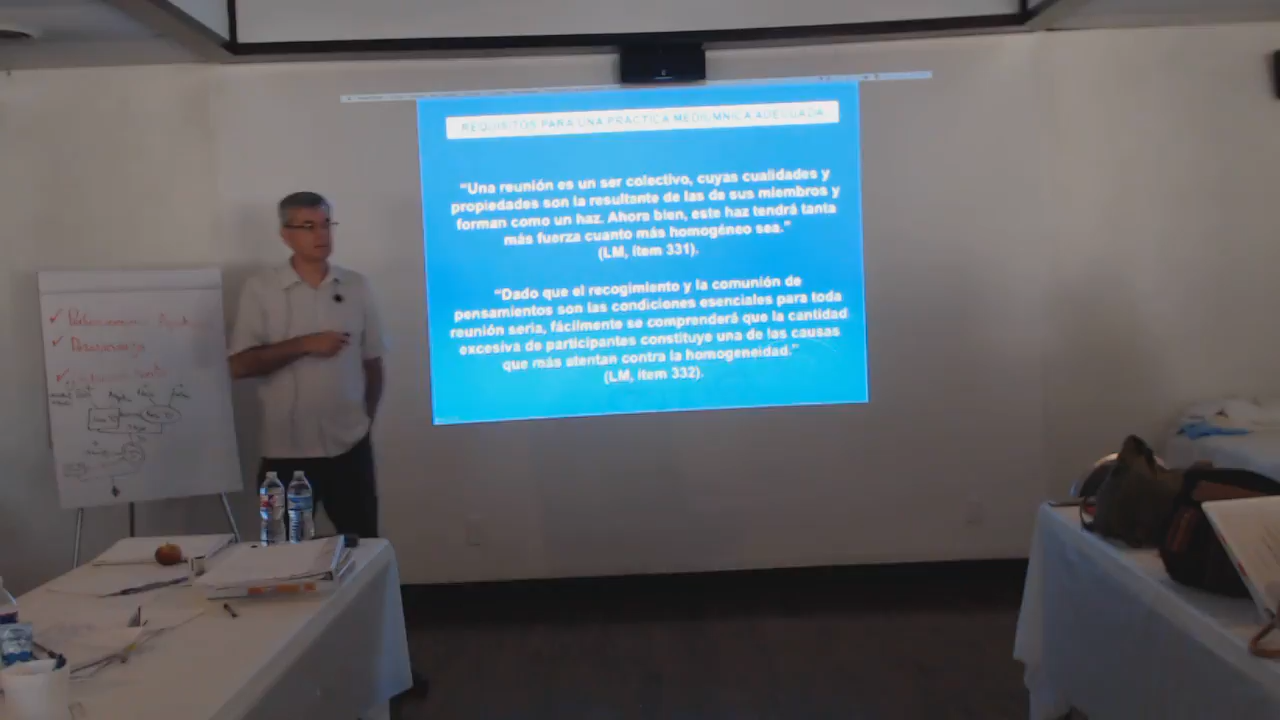 REQUISITOS PARA UNA PRÁCTICA MEDIÚMNICA ADECUADA
“Una reunión es un ser colectivo, cuyas cualidades y
propiedades son la resultante de las de sus miembros y
forman como un haz. Ahora bien, este haz tendrá tanta
más fuerza cuanto más homogéneo sea.”
(LM, ítem 331).
“Dado que el recogimiento y la comunión de
pensamientos son las condiciones esenciales para toda
reunión seria, fácilmente se comprenderá que la cantidad
excesiva de participantes constituye una de las causas
que más atentan contra la homogeneidad.”
(LM, ítem 332).